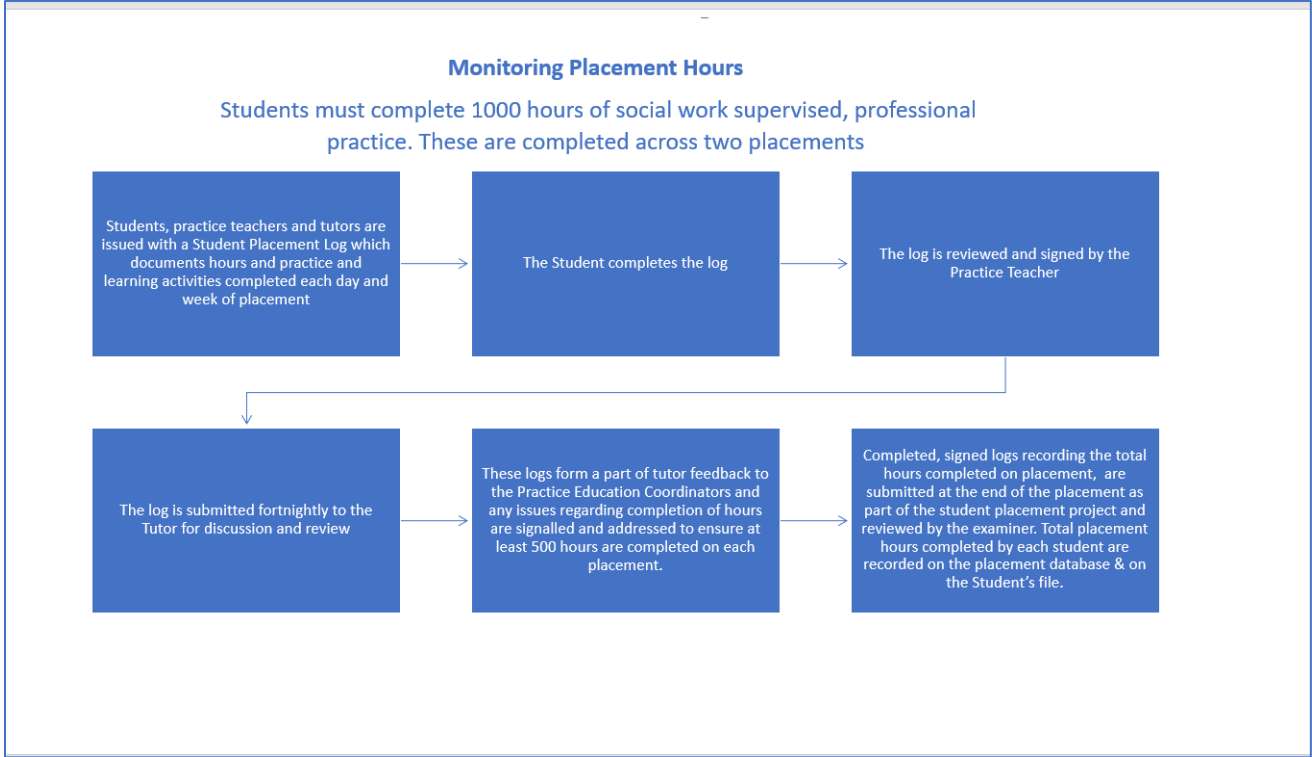 Monitoring Placement Hours
Students must complete 1000 hours of social work supervised, professional
practice. These are completed across two placements
Students, practice teachers and tutors are
issued with a Student Placement Log which
documents hours and practice and
learning activities completed each day and
week of placement
The Student completes the log
The log is reviewed and signed by the
Practice Teacher
The log is submitted fortnightly to the
Tutor for discussion and review
These logs form a part of tutor feedback to
the Practice Education Coordinators and
any issues regarding completion of hours
are signalled and addressed to ensure at
least 500 hours are completed on each
placement.
Completed, signed logs recording the total
hours completed on placement,  are
submitted at the end of the placement as
part of the student placement project and
reviewed by the examiner. Total placement
hours completed by each student are
recorded on the placement database & on
the Student’s file.